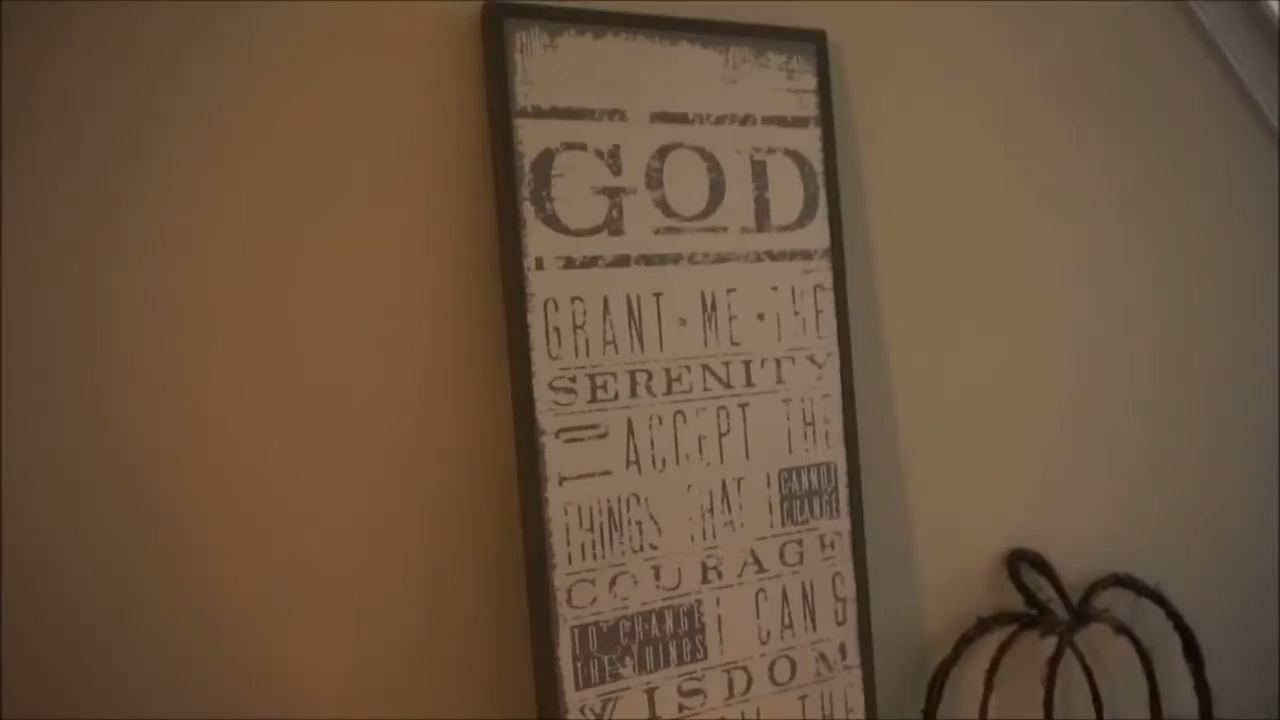 GOD
GRANT · ME · THE
SERENITY
TO ACCEPT THE
THINGS THAT I CANNOT CHANGE
COURAGE
TO CHANGE THE THINGS I CAN &
WISDOM
THE